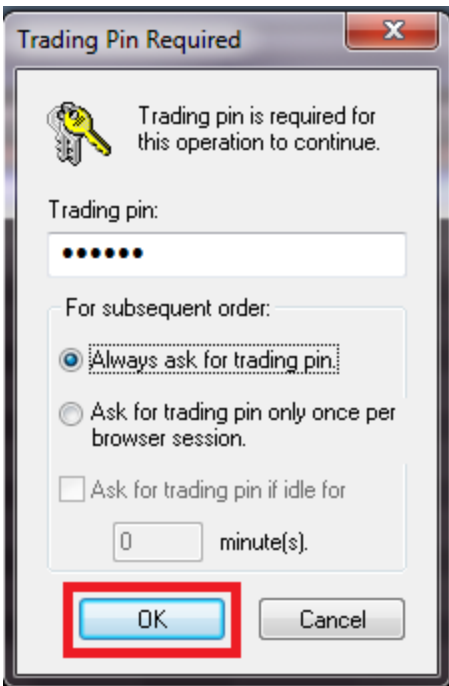 Trading Pin Required
Trading pin is required for
this operation to continue.
Trading pin:
••••••
For subsequent order:
Always ask for trading pin.
Ask for trading pin only once per
browser session.
Ask for trading pin if idle for
0 minute(s).
OK Cancel